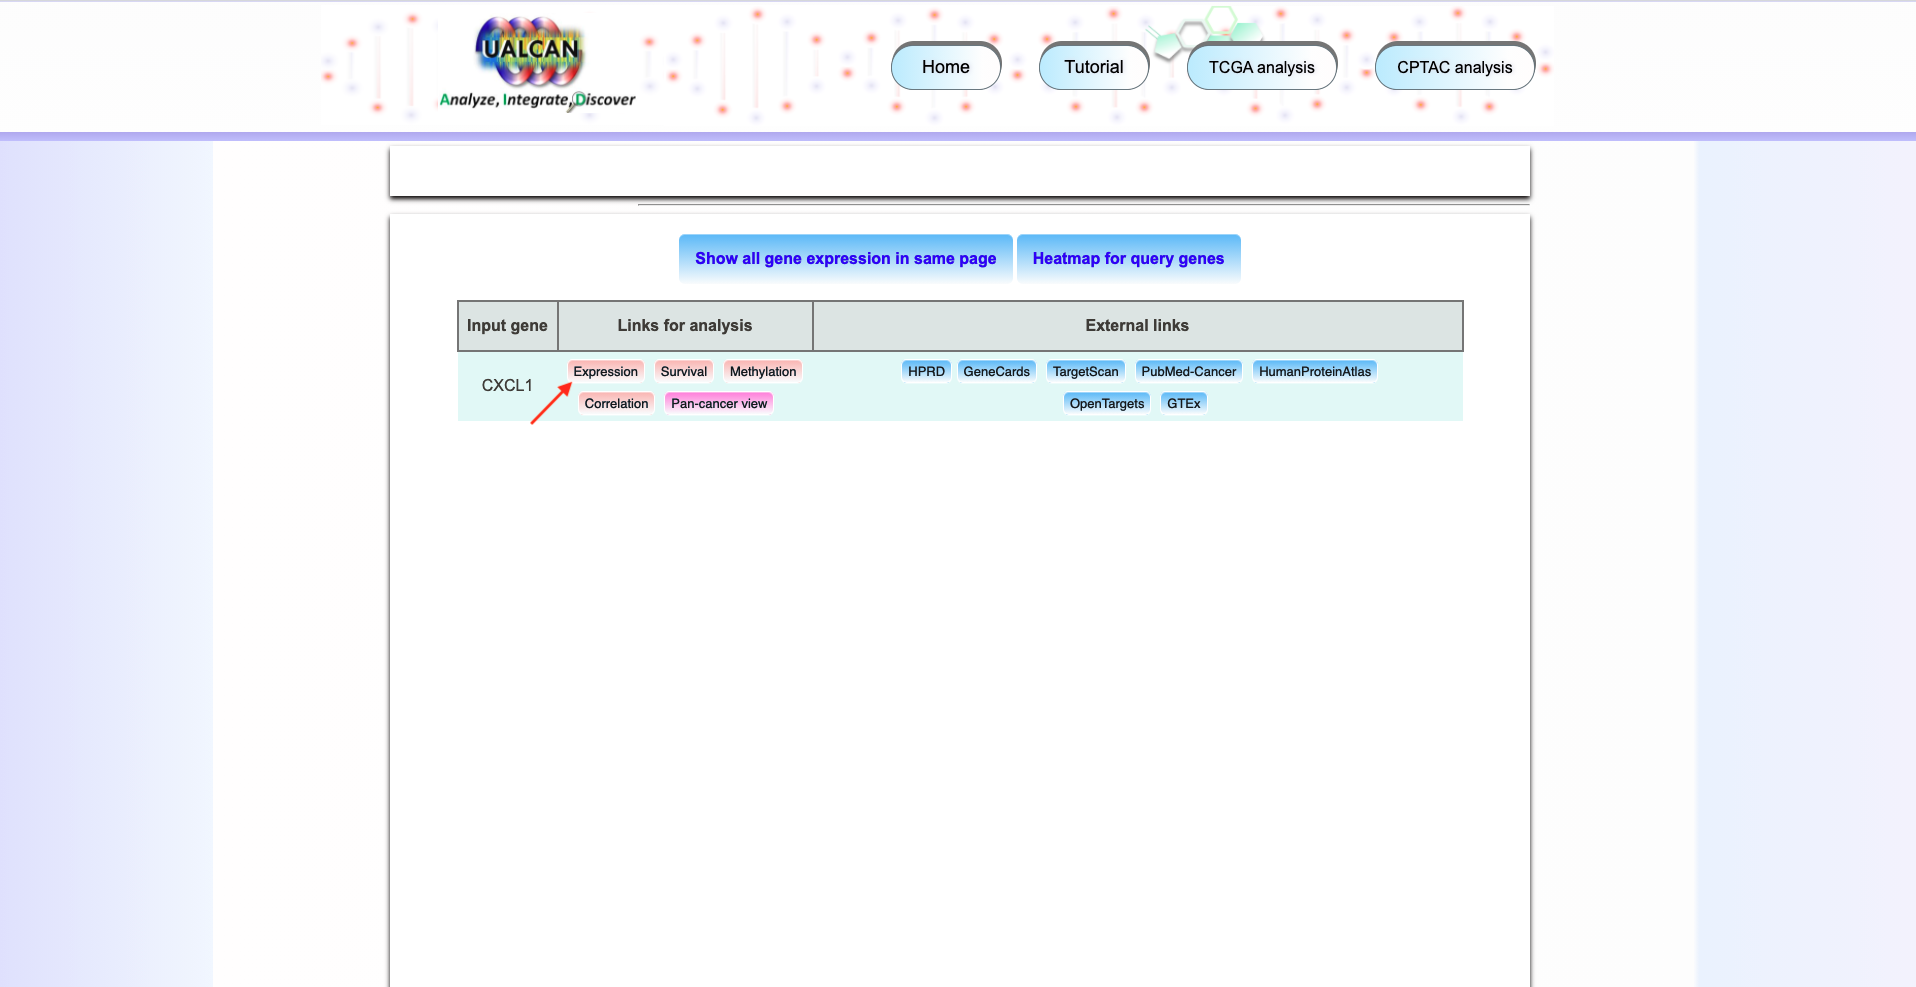 UALCAN
Analyze, Integrate, Discover
Home Tutorial TCGA analysis CPTAC analysis
Show all gene expression in same page Heatmap for query genes
Input gene Links for analysis External links
CXCL1
Expression Survival Methylation
Correlation Pan-cancer view
HPRD GeneCards TargetScan PubMed-Cancer HumanProteinAtlas
OpenTargets GTEx